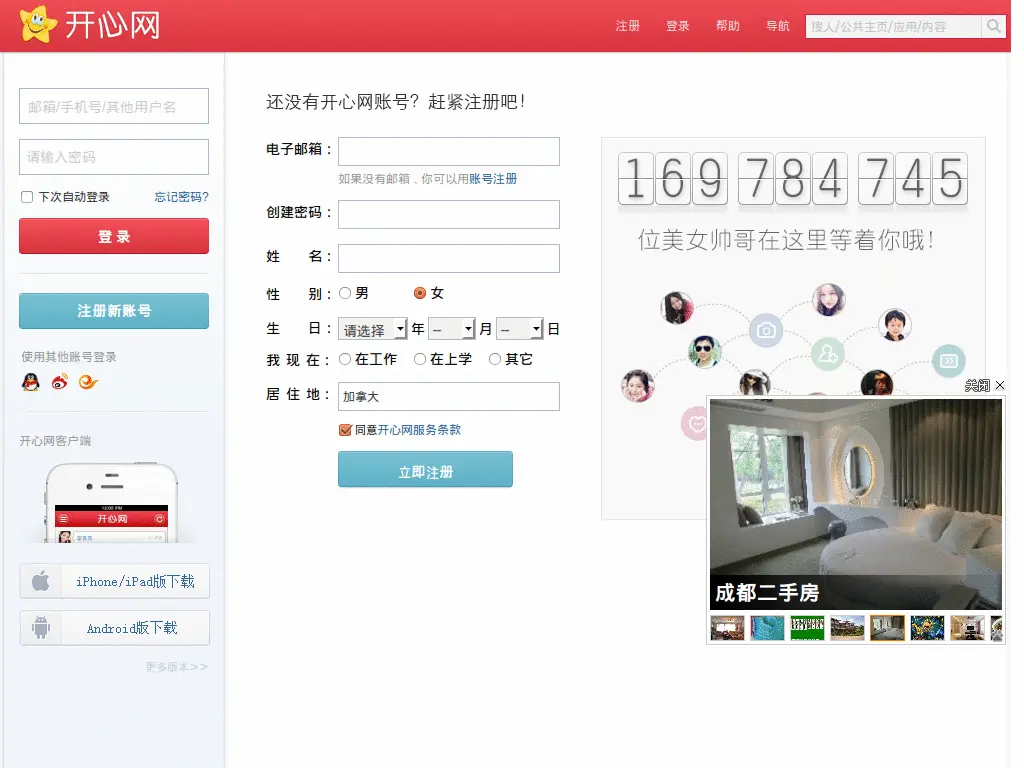 开心网
注册 登录 帮助 导航 搜人/公共主页/应用/内容
邮箱/手机号/其他用户名
请输入密码
下次自动登录 忘记密码?
登录
注册新账号
使用其他账号登录
开心网客户端
12:00 PM
开心网
iPhone/iPad版下载
Android版下载
更多版本>>
还没有开心网账号? 赶紧注册吧!
电子邮箱:
如果没有邮箱，你可以用账号注册
创建密码:
姓 名:
性 别: 男 女
生 日: 请选择 年 -- 月 -- 日
我现在: 在工作 在上学 其它
居住地: 加拿大
同意开心网服务条款
立即注册
169 784 745
位美女帅哥在这里等着你哦!
关闭
成都二手房